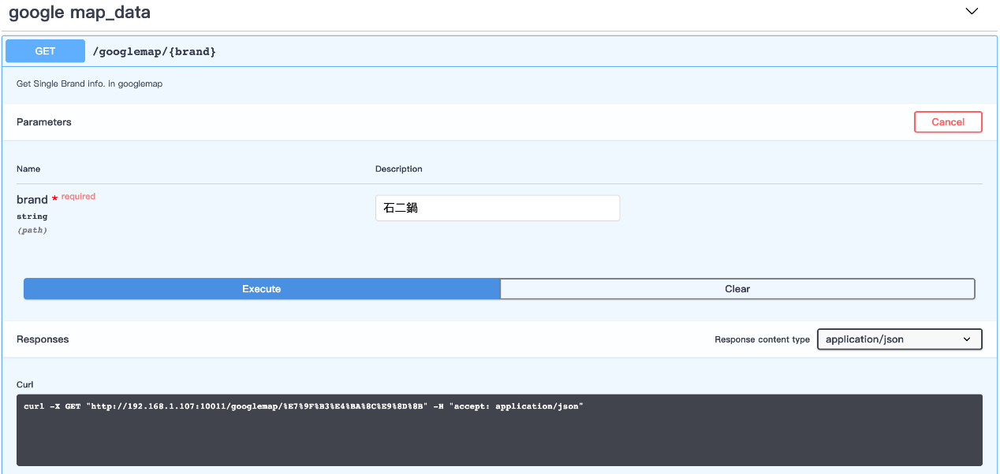 google map_data
GET /googlemap/{brand}
Get Single Brand info. in googlemap
Parameters
Cancel
Name Description
brand * required
string
(path)
石二鍋
Execute Clear
Responses
Response content type application/json
Curl
curl -X GET "http://192.168.1.107:10011/googlemap/%E7%9F%B3%E4%BA%8C%E9%8D%8B" -H "accept: application/json"